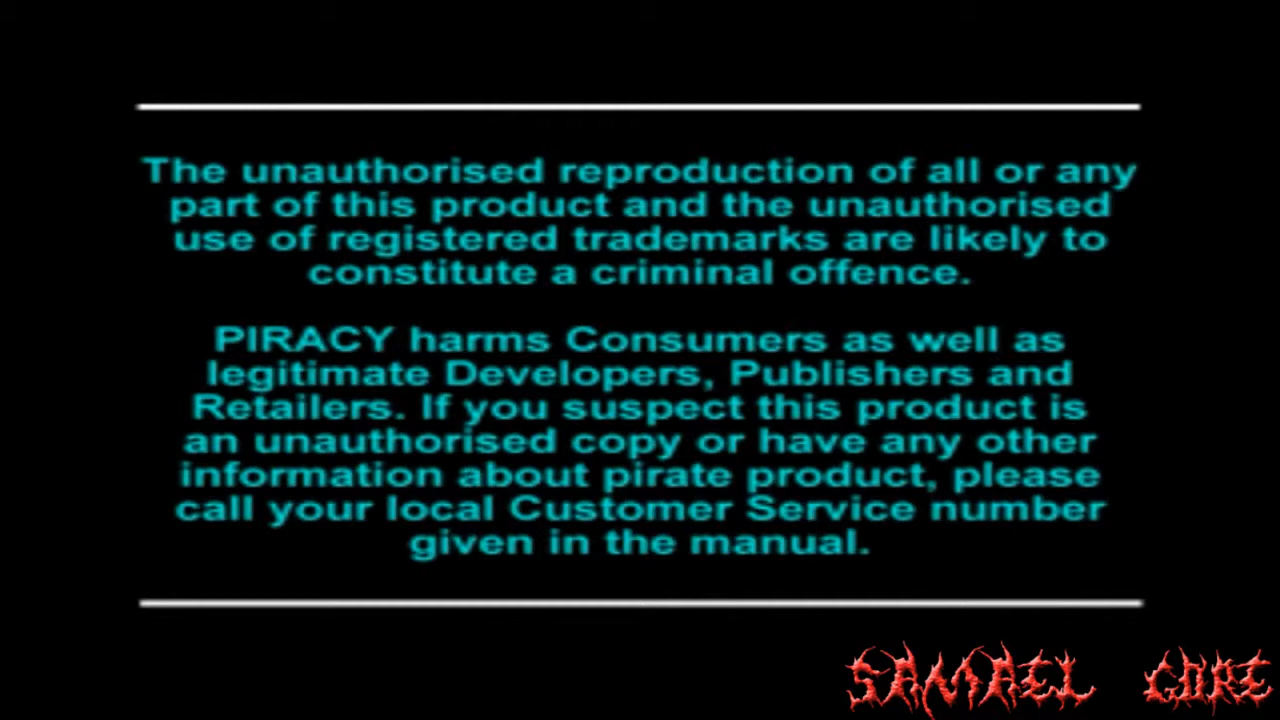 The unauthorised reproduction of all or any
part of this product and the unauthorised
use of registered trademarks are likely to
constitute a criminal offence.
PIRACY harms Consumers as well as
legitimate Developers, Publishers and
Retailers. If you suspect this product is
an unauthorised copy or have any other
information about pirate product, please
call your local Customer Service number
given in the manual.
SAMAEL GORE